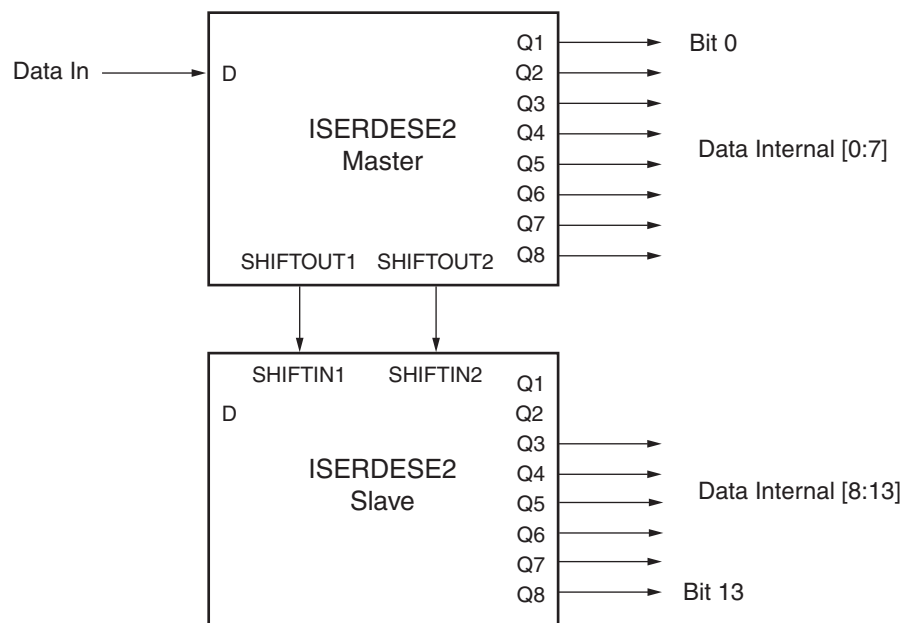 Data In
D
ISERDESE2
Master
SHIFTOUT1 SHIFTOUT2
Q1
Q2
Q3
Q4
Q5
Q6
Q7
Q8
Bit 0
Data Internal [0:7]
SHIFTIN1 SHIFTIN2
D
ISERDESE2
Slave
Q1
Q2
Q3
Q4
Q5
Q6
Q7
Q8
Data Internal [8:13]
Bit 13